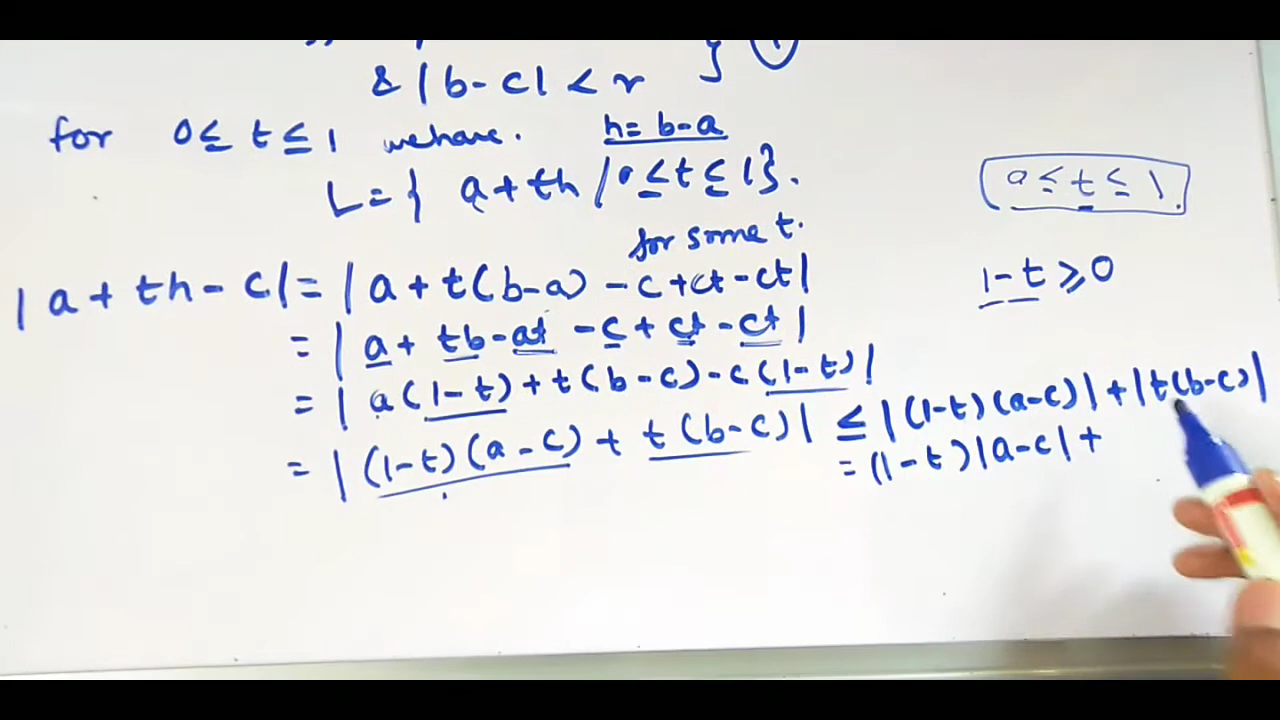 & |b-c| < r } ①
for 0 ≤ t ≤ 1 we have. h = b-a
L = { a + th / 0 ≤ t ≤ 1 }.
0 ≤ t ≤ 1.
for some t.
|a + th - c| = |a + t(b-a) - c + ct - ct|
1-t ≥ 0
= |a + tb - at - c + ct - ct|
= |a(1-t) + t(b-c) - c(1-t)|
= |(1-t)(a-c) + t(b-c)| ≤ |(1-t)(a-c)| + |t(b-c)|
= (1-t)|a-c| +